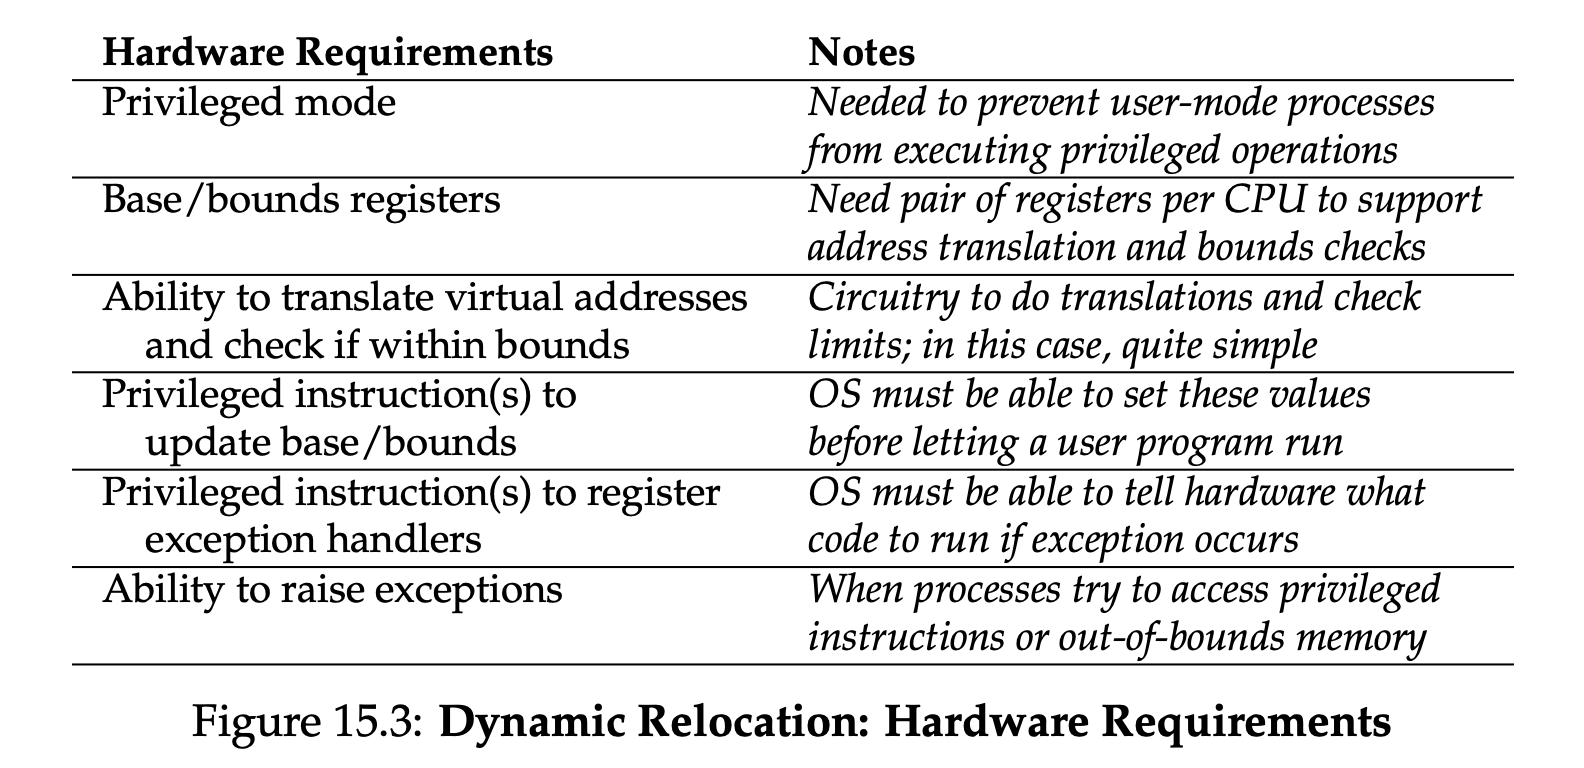 Hardware Requirements Notes
Privileged mode Needed to prevent user-mode processes
from executing privileged operations
Base/bounds registers Need pair of registers per CPU to support
address translation and bounds checks
Ability to translate virtual addresses Circuitry to do translations and check
and check if within bounds limits; in this case, quite simple
Privileged instruction(s) to OS must be able to set these values
update base/bounds before letting a user program run
Privileged instruction(s) to register OS must be able to tell hardware what
exception handlers code to run if exception occurs
Ability to raise exceptions When processes try to access privileged
instructions or out-of-bounds memory
Figure 15.3: Dynamic Relocation: Hardware Requirements